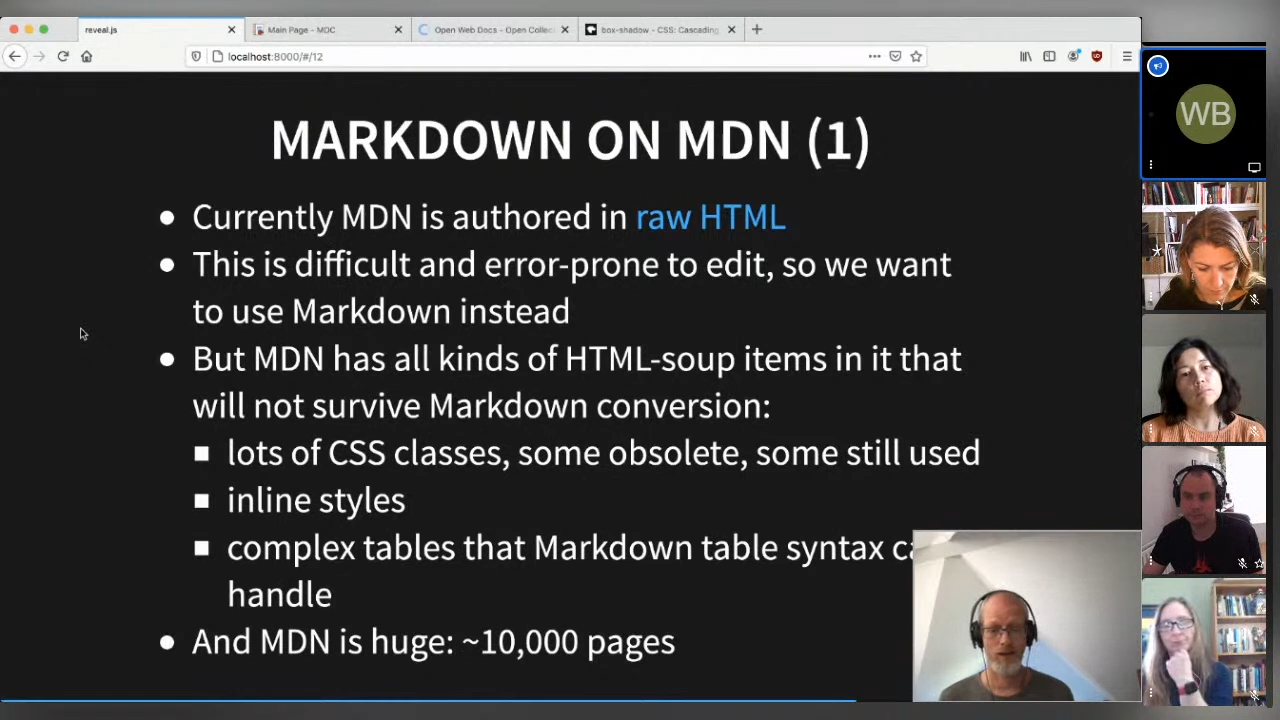 reveal.js
Main Page - MDC
Open Web Docs - Open Collec
box-shadow - CSS: Cascading
localhost:8000/#/12
MARKDOWN ON MDN (1)
Currently MDN is authored in raw HTML
This is difficult and error-prone to edit, so we want
to use Markdown instead
But MDN has all kinds of HTML-soup items in it that
will not survive Markdown conversion:
lots of CSS classes, some obsolete, some still used
inline styles
complex tables that Markdown table syntax ca
handle
And MDN is huge: ~10,000 pages
WB